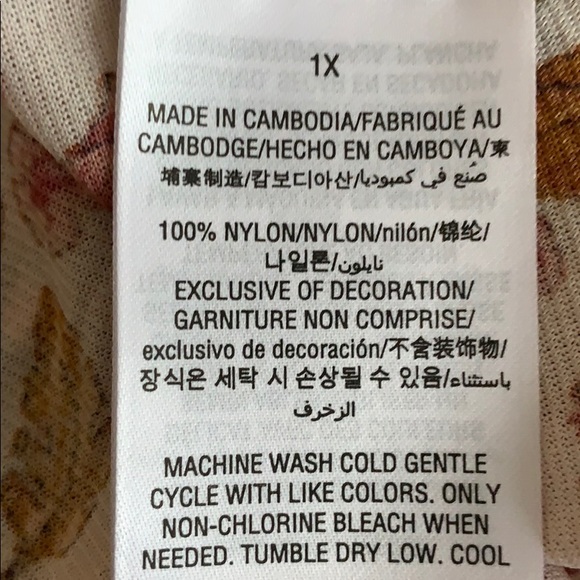 1X
MADE IN CAMBODIA/FABRIQUÉ AU
CAMBODGE/HECHO EN CAMBOYA/柬
埔寨制造/캄보디아산/صُنع في كمبوديا
100% NYLON/NYLON/nilón/锦纶/
나일론/نايلون
EXCLUSIVE OF DECORATION/
GARNITURE NON COMPRISE/
exclusivo de decoración/不含装饰物/
장식은 세탁 시 손상될 수 있음/باستثناء
الزخرف
MACHINE WASH COLD GENTLE
CYCLE WITH LIKE COLORS. ONLY
NON-CHLORINE BLEACH WHEN
NEEDED. TUMBLE DRY LOW. COOL